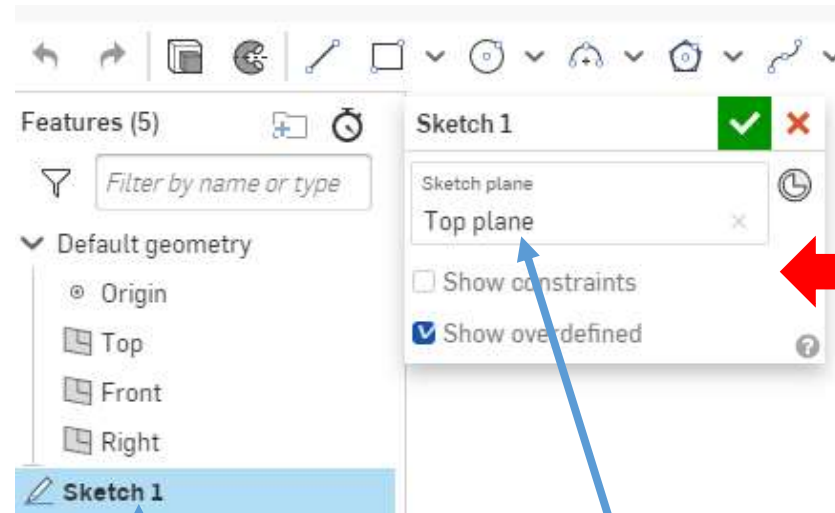 Features (5)
Filter by name or type
Default geometry
Origin
Top
Front
Right
Sketch 1
Sketch 1
Sketch plane
Top plane
Show constraints
Show overdefined